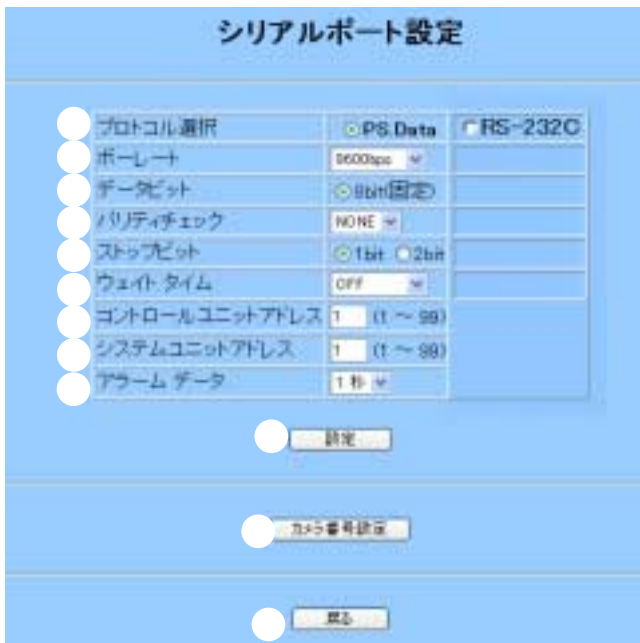 シリアルポート設定
プロトコル選択 PS.Data RS-232C
ボーレート 9600bps
データビット 8bit(固定)
パリティチェック NONE
ストップビット 1bit 2bit
ウェイト タイム OFF
コントロールユニットアドレス 1 (1 ～ 99)
システムユニットアドレス 1 (1 ～ 99)
アラーム データ 1 秒
設定
カメラ番号設定
戻る